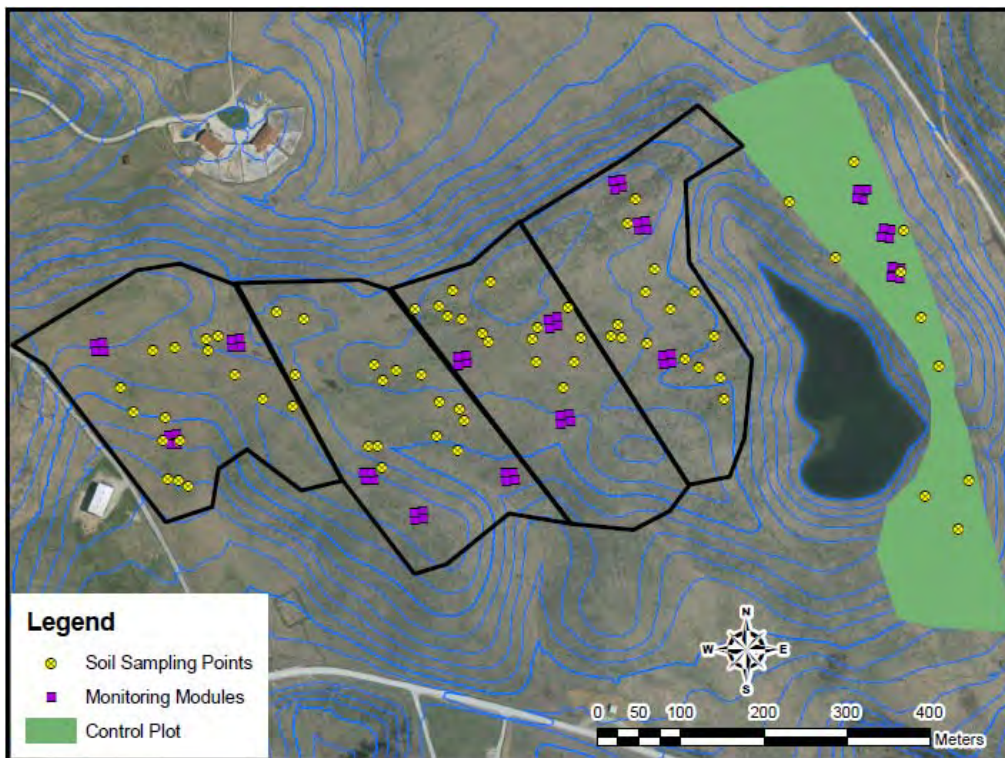 Legend
Soil Sampling Points
Monitoring Modules
Control Plot
N
W E
S
0 50 100 200 300 400
Meters